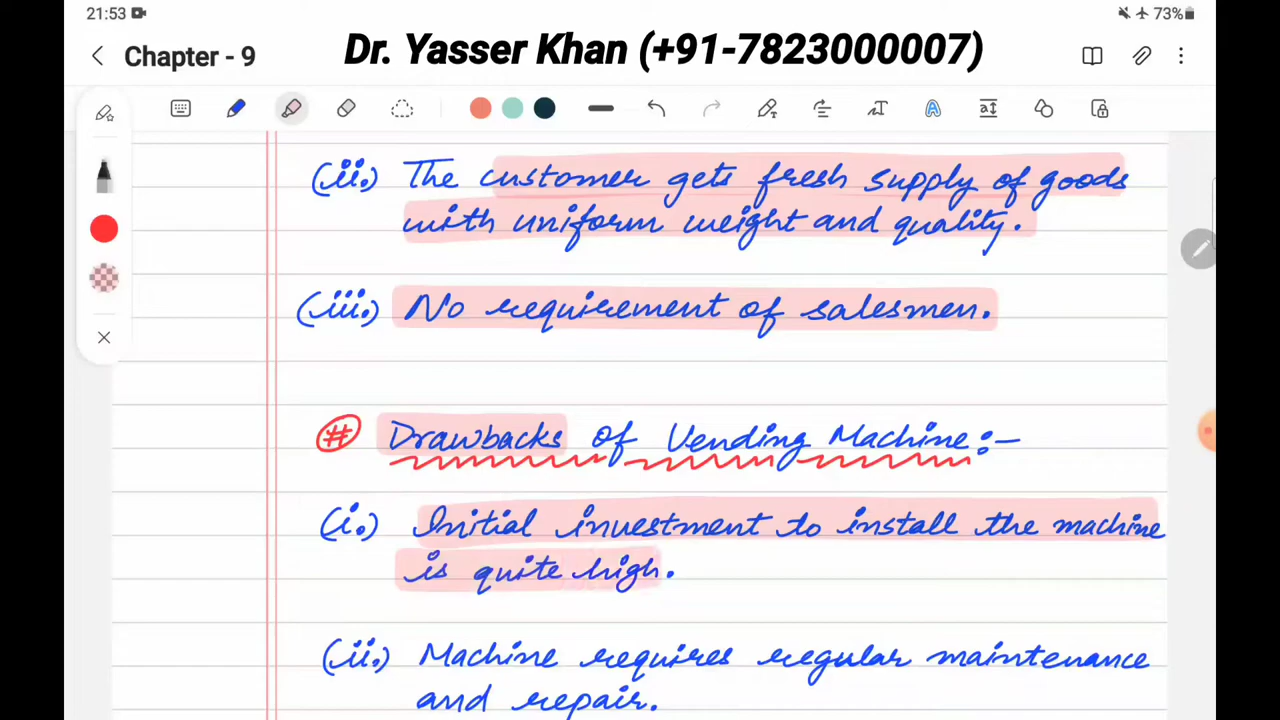 21:53
73%
Chapter - 9
Dr. Yasser Khan (+91-7823000007)
(ii.) The customer gets fresh supply of goods
with uniform weight and quality.
(iii.) No requirement of salesmen.
# Drawbacks of Vending Machine:-
(i.) Initial investment to install the machine
is quite high.
(ii.) Machine requires regular maintenance
and repair.